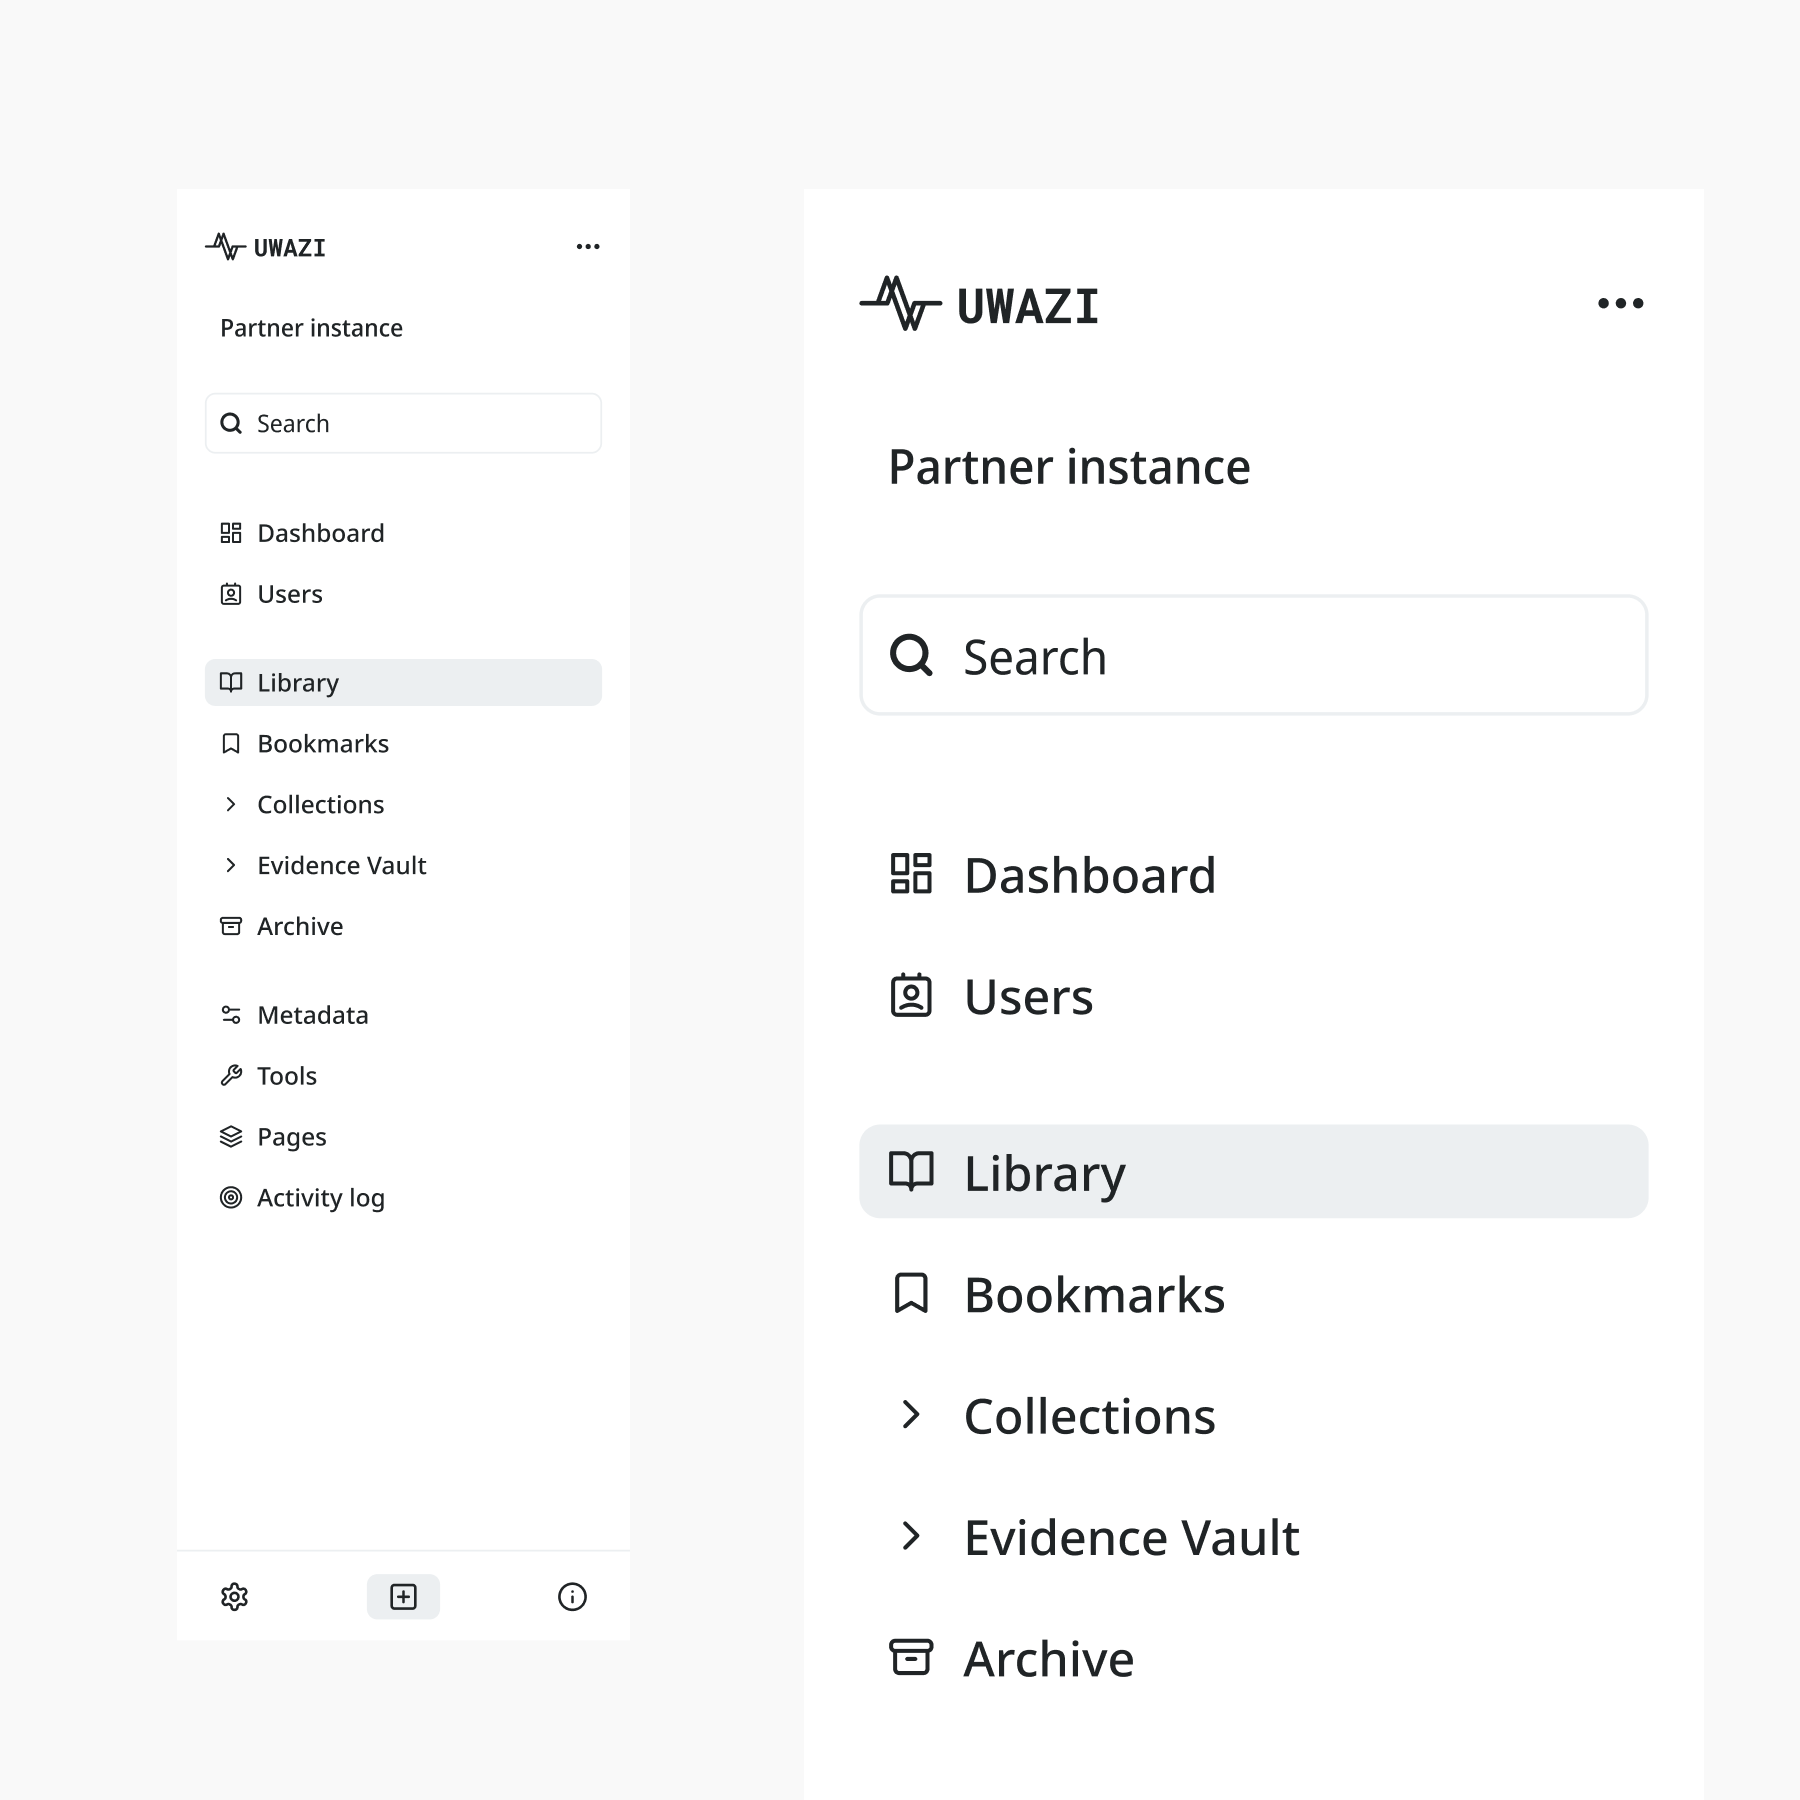 UWAZI
Partner instance
Search
Dashboard
Users
Library
Bookmarks
Collections
Evidence Vault
Archive
Metadata
Tools
Pages
Activity log
UWAZI
Partner instance
Search
Dashboard
Users
Library
Bookmarks
Collections
Evidence Vault
Archive